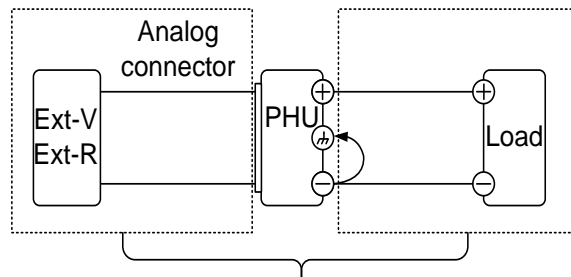 Analog
connector
Ext-V
Ext-R
PHU
+
+
Load
-
-